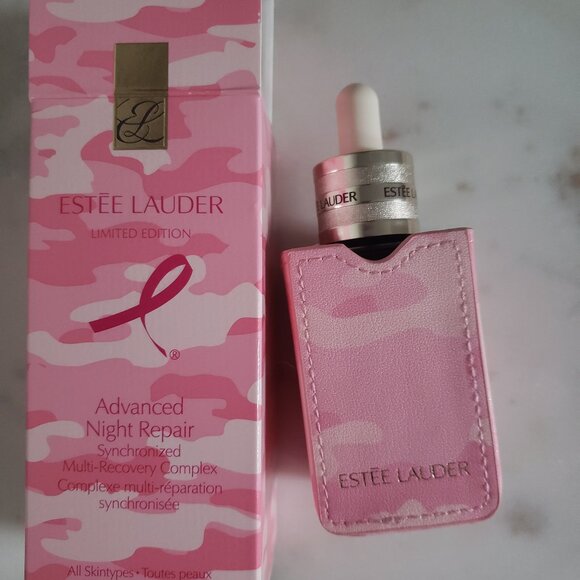 EL
ESTĒE LAUDER
LIMITED EDITION
®
Advanced
Night Repair
Synchronized
Multi-Recovery Complex
Complexe multi-réparation
synchronisée
All Skintypes • Toutes peaux
LAUDER ESTĒE
ESTĒE LAUDER